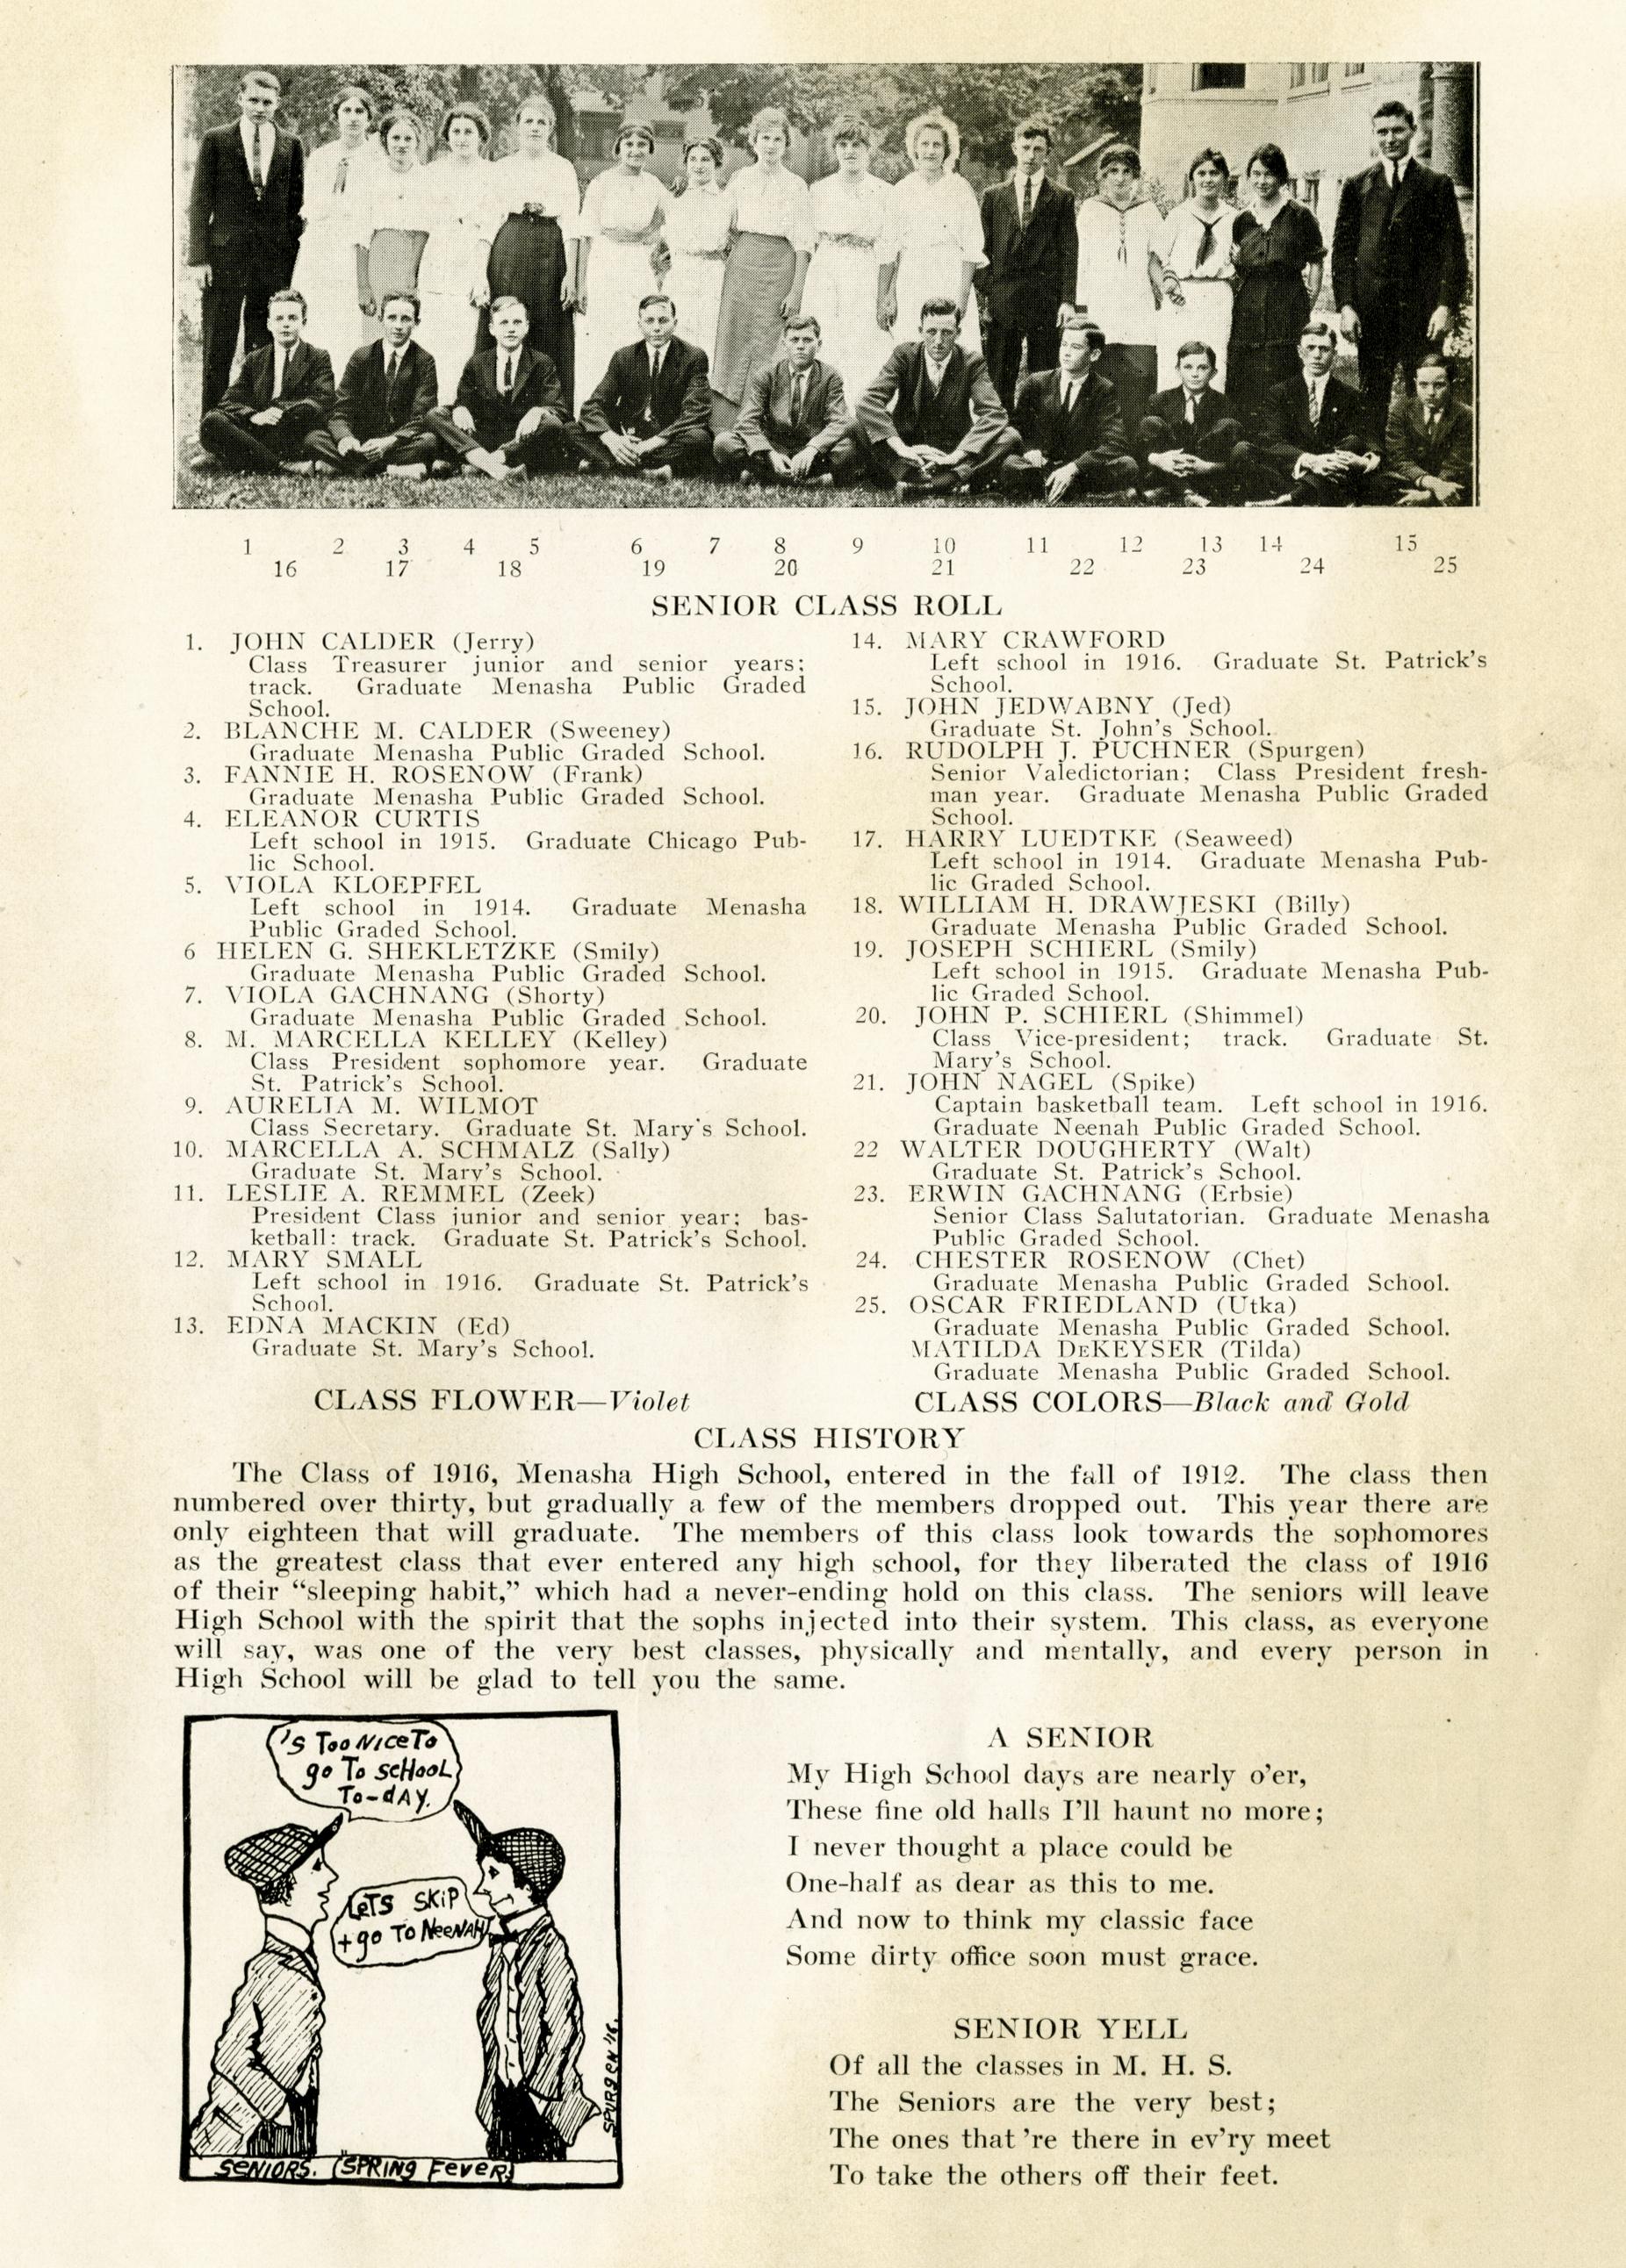 1 2 3 4 5 6 7 8 9 10 11 12 13 14 15
16 17 18 19 20 21 22 23 24 25
SENIOR CLASS ROLL
1. JOHN CALDER (Jerry)
Class Treasurer junior and senior years;
track. Graduate Menasha Public Graded
School.
2. BLANCHE M. CALDER (Sweeney)
Graduate Menasha Public Graded School.
3. FANNIE H. ROSENOW (Frank)
Graduate Menasha Public Graded School.
4. ELEANOR CURTIS
Left school in 1915. Graduate Chicago Pub-
lic School.
5. VIOLA KLOEPFEL
Left school in 1914. Graduate Menasha
Public Graded School.
6 HELEN G. SHEKLETZKE (Smily)
Graduate Menasha Public Graded School.
7. VIOLA GACHNANG (Shorty)
Graduate Menasha Public Graded School.
8. M. MARCELLA KELLEY (Kelley)
Class President sophomore year. Graduate
St. Patrick's School.
9. AURELIA M. WILMOT
Class Secretary. Graduate St. Mary's School.
10. MARCELLA A. SCHMALZ (Sally)
Graduate St. Mary's School.
11. LESLIE A. REMMEL (Zeek)
President Class junior and senior year; bas-
ketball: track. Graduate St. Patrick's School.
12. MARY SMALL
Left school in 1916. Graduate St. Patrick's
School.
13. EDNA MACKIN (Ed)
Graduate St. Mary's School.
14. MARY CRAWFORD
Left school in 1916. Graduate St. Patrick's
School.
15. JOHN JEDWABNY (Jed)
Graduate St. John's School.
16. RUDOLPH J. PUCHNER (Spurgen)
Senior Valedictorian; Class President fresh-
man year. Graduate Menasha Public Graded
School.
17. HARRY LUEDTKE (Seaweed)
Left school in 1914. Graduate Menasha Pub-
lic Graded School.
18. WILLIAM H. DRAWJESKI (Billy)
Graduate Menasha Public Graded School.
19. JOSEPH SCHIERL (Smily)
Left school in 1915. Graduate Menasha Pub-
lic Graded School.
20. JOHN P. SCHIERL (Shimmel)
Class Vice-president; track. Graduate St.
Mary's School.
21. JOHN NAGEL (Spike)
Captain basketball team. Left school in 1916.
Graduate Neenah Public Graded School.
22 WALTER DOUGHERTY (Walt)
Graduate St. Patrick's School.
23. ERWIN GACHNANG (Erbsie)
Senior Class Salutatorian. Graduate Menasha
Public Graded School.
24. CHESTER ROSENOW (Chet)
Graduate Menasha Public Graded School.
25. OSCAR FRIEDLAND (Utka)
Graduate Menasha Public Graded School.
MATILDA DeKEYSER (Tilda)
Graduate Menasha Public Graded School.
CLASS FLOWER—Violet
CLASS COLORS—Black and Gold
CLASS HISTORY
The Class of 1916, Menasha High School, entered in the fall of 1912. The class then
numbered over thirty, but gradually a few of the members dropped out. This year there are
only eighteen that will graduate. The members of this class look towards the sophomores
as the greatest class that ever entered any high school, for they liberated the class of 1916
of their “sleeping habit,” which had a never-ending hold on this class. The seniors will leave
High School with the spirit that the sophs injected into their system. This class, as everyone
will say, was one of the very best classes, physically and mentally, and every person in
High School will be glad to tell you the same.
'S Too Nice To
go To scHooL
To-dAy.
LeTS SKiP
+ go To NeeNAH
SPURgeN '16.
SeNIORS. (SPRiNg FeveR)
A SENIOR
My High School days are nearly o'er,
These fine old halls I'll haunt no more;
I never thought a place could be
One-half as dear as this to me.
And now to think my classic face
Some dirty office soon must grace.
SENIOR YELL
Of all the classes in M. H. S.
The Seniors are the very best;
The ones that 're there in ev'ry meet
To take the others off their feet.